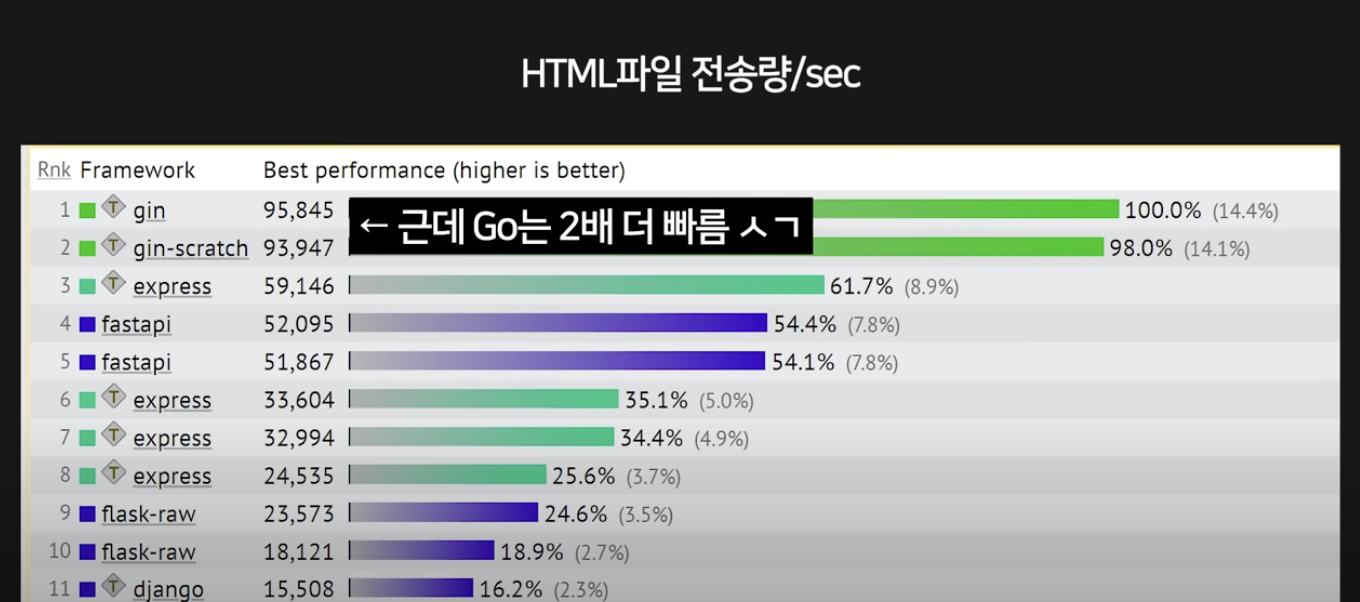 HTML파일 전송량/sec
Rnk Framework Best performance (higher is better)
1 T gin 95,845 100.0% (14.4%)
← 근데 Go는 2배 더 빠름 ㅅㄱ
2 T gin-scratch 93,947 98.0% (14.1%)
3 T express 59,146 61.7% (8.9%)
4 fastapi 52,095 54.4% (7.8%)
5 fastapi 51,867 54.1% (7.8%)
6 T express 33,604 35.1% (5.0%)
7 T express 32,994 34.4% (4.9%)
8 T express 24,535 25.6% (3.7%)
9 flask-raw 23,573 24.6% (3.5%)
10 flask-raw 18,121 18.9% (2.7%)
11 T django 15,508 16.2% (2.3%)